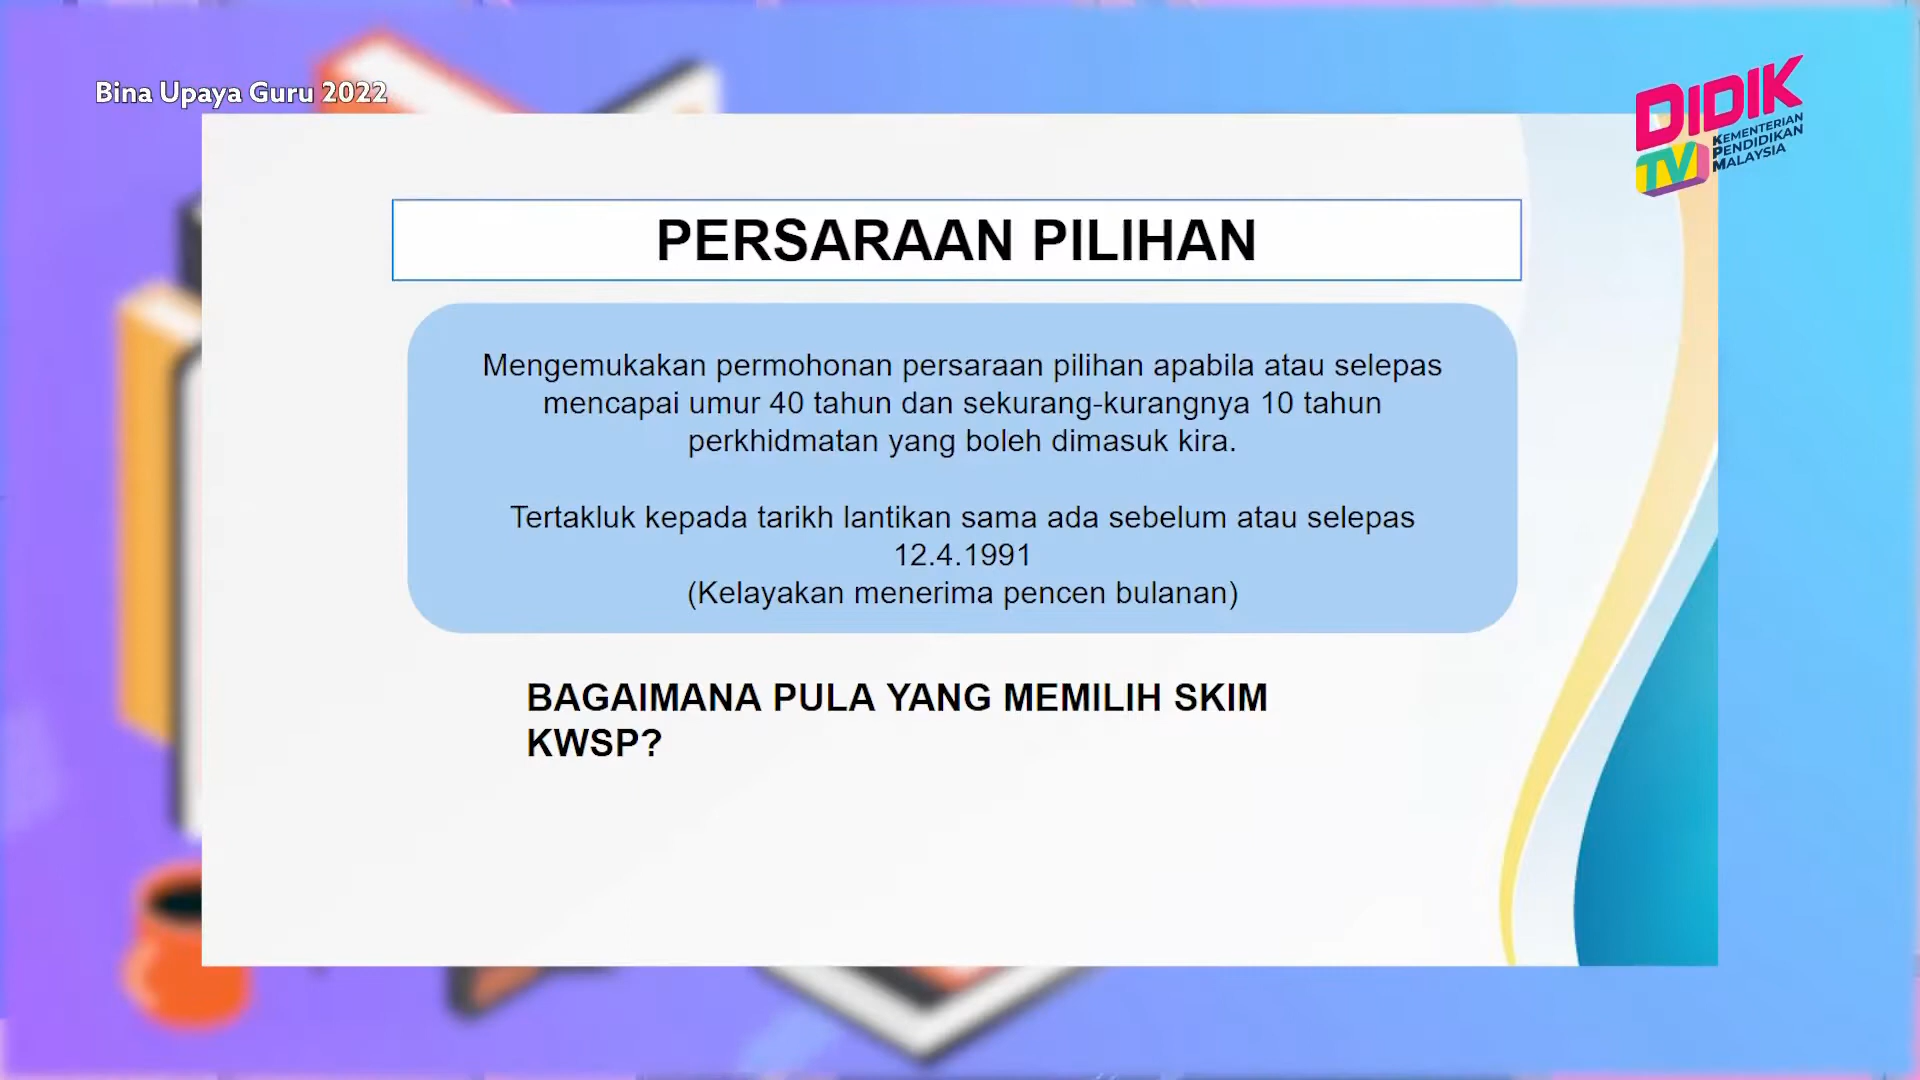 Bina Upaya Guru 2022
DIDIK
TV
KEMENTERIAN
PENDIDIKAN
MALAYSIA
PERSARAAN PILIHAN
Mengemukakan permohonan persaraan pilihan apabila atau selepas
mencapai umur 40 tahun dan sekurang-kurangnya 10 tahun
perkhidmatan yang boleh dimasuk kira.
Tertakluk kepada tarikh lantikan sama ada sebelum atau selepas
12.4.1991
(Kelayakan menerima pencen bulanan)
BAGAIMANA PULA YANG MEMILIH SKIM
KWSP?